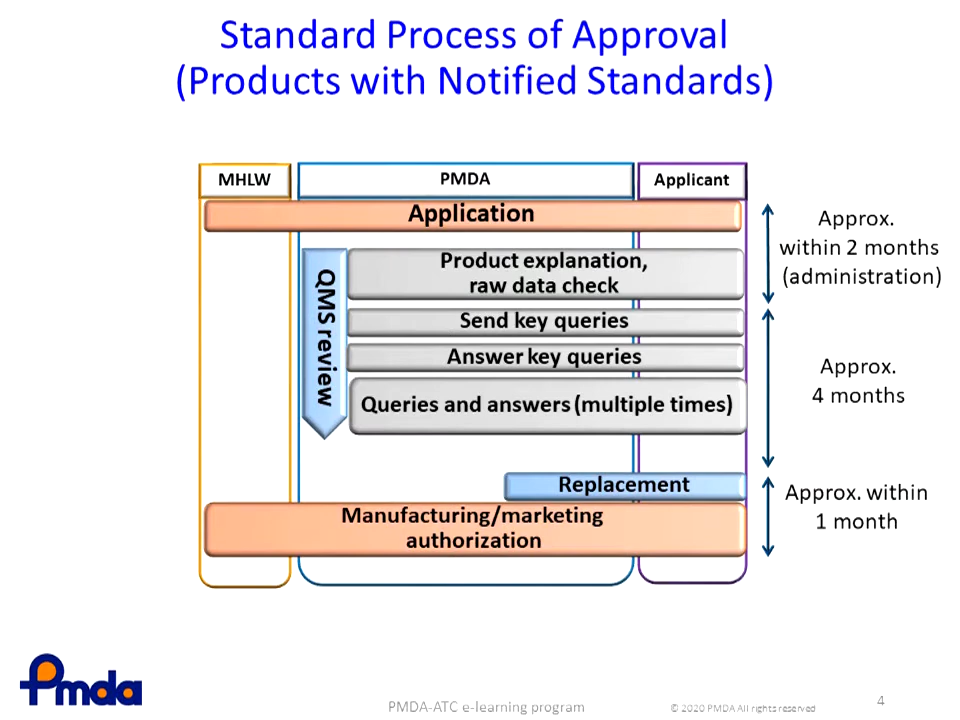 Standard Process of Approval
(Products with Notified Standards)
MHLW
PMDA
Applicant
Application
Approx.
within 2 months
(administration)
QMS review
Product explanation,
raw data check
Send key queries
Answer key queries
Approx.
4 months
Queries and answers (multiple times)
Replacement
Approx. within
1 month
Manufacturing/marketing
authorization
Pmda
PMDA-ATC e-learning program
© 2020 PMDA All rights reserved
4